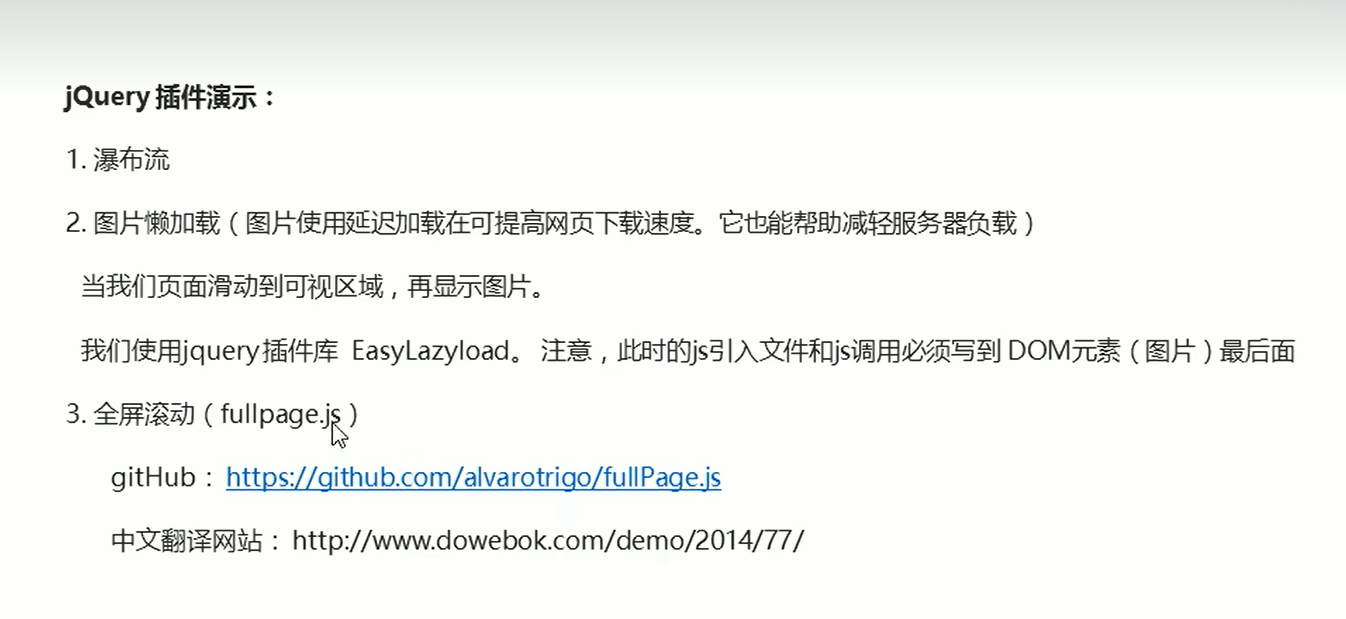 jQuery 插件演示：
1. 瀑布流
2. 图片懒加载（图片使用延迟加载在可提高网页下载速度。它也能帮助减轻服务器负载）
当我们页面滑动到可视区域，再显示图片。
我们使用jquery插件库 EasyLazyload。 注意，此时的js引入文件和js调用必须写到 DOM元素（图片）最后面
3. 全屏滚动（fullpage.js）
gitHub： https://github.com/alvarotrigo/fullPage.js
中文翻译网站： http://www.dowebok.com/demo/2014/77/